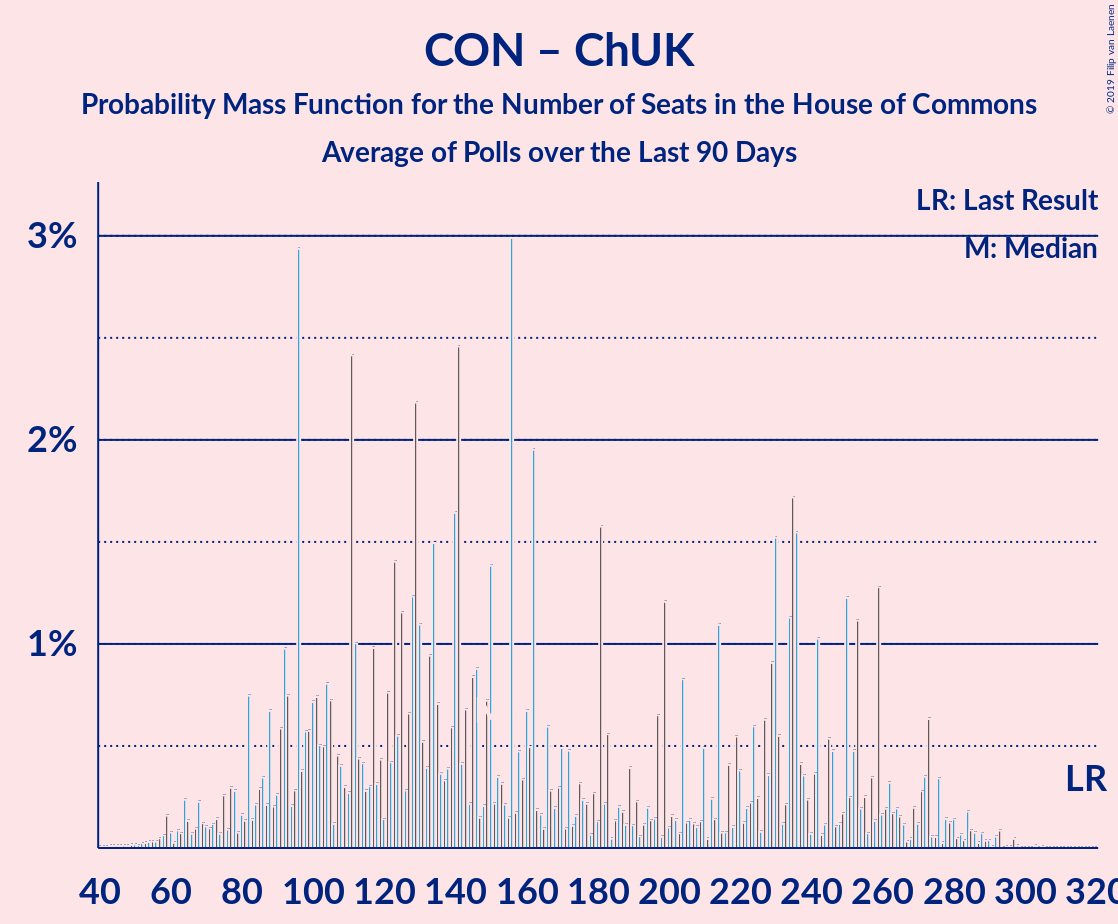 CON – ChUK
Probability Mass Function for the Number of Seats in the House of Commons
Average of Polls over the Last 90 Days
© 2019 Filip van Laenen
LR: Last Result
M: Median
3%
2%
1%
LR
40 60 80 100 120 140 160 180 200 220 240 260 280 300 320